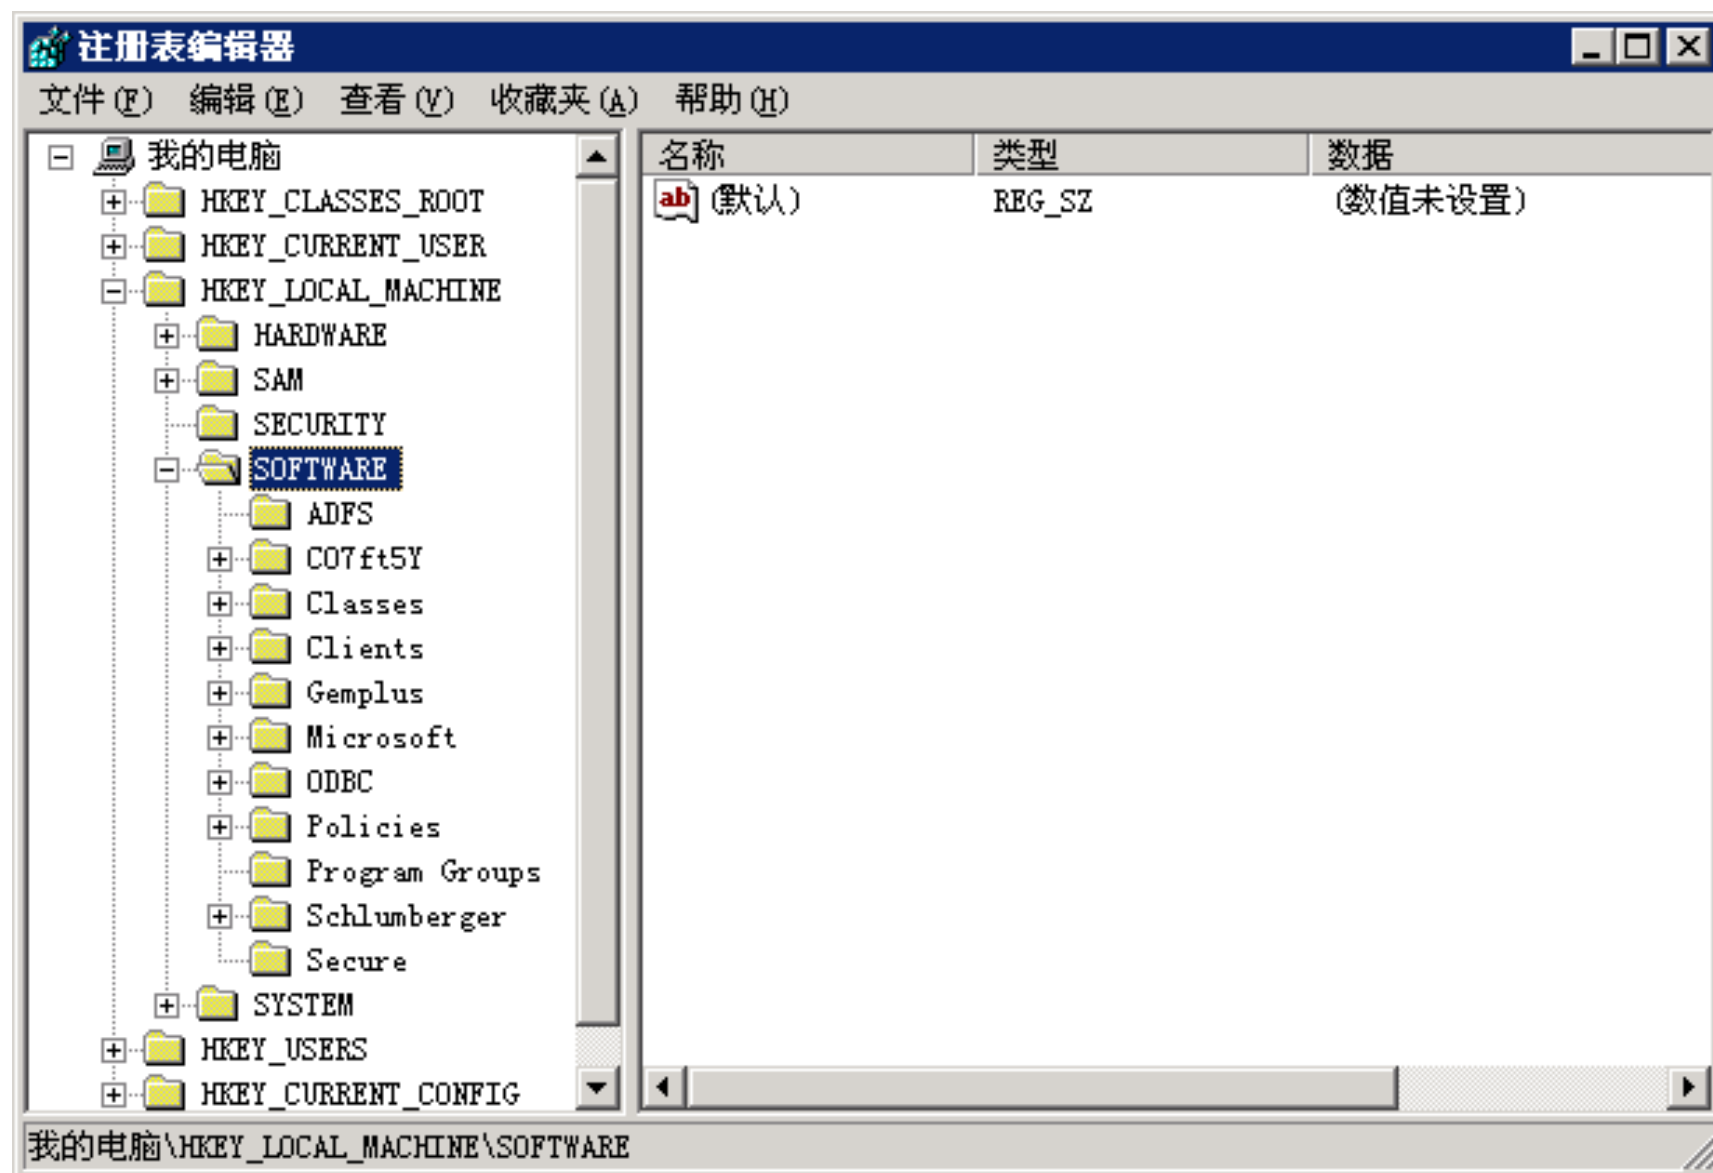 注册表编辑器
文件(F) 编辑(E) 查看(V) 收藏夹(A) 帮助(H)
我的电脑
HKEY_CLASSES_ROOT
HKEY_CURRENT_USER
HKEY_LOCAL_MACHINE
HARDWARE
SAM
SECURITY
SOFTWARE
ADFS
C07ft5Y
Classes
Clients
Gemplus
Microsoft
ODBC
Policies
Program Groups
Schlumberger
Secure
SYSTEM
HKEY_USERS
HKEY_CURRENT_CONFIG
名称 类型 数据
ab (默认) REG_SZ (数值未设置)
我的电脑\HKEY_LOCAL_MACHINE\SOFTWARE